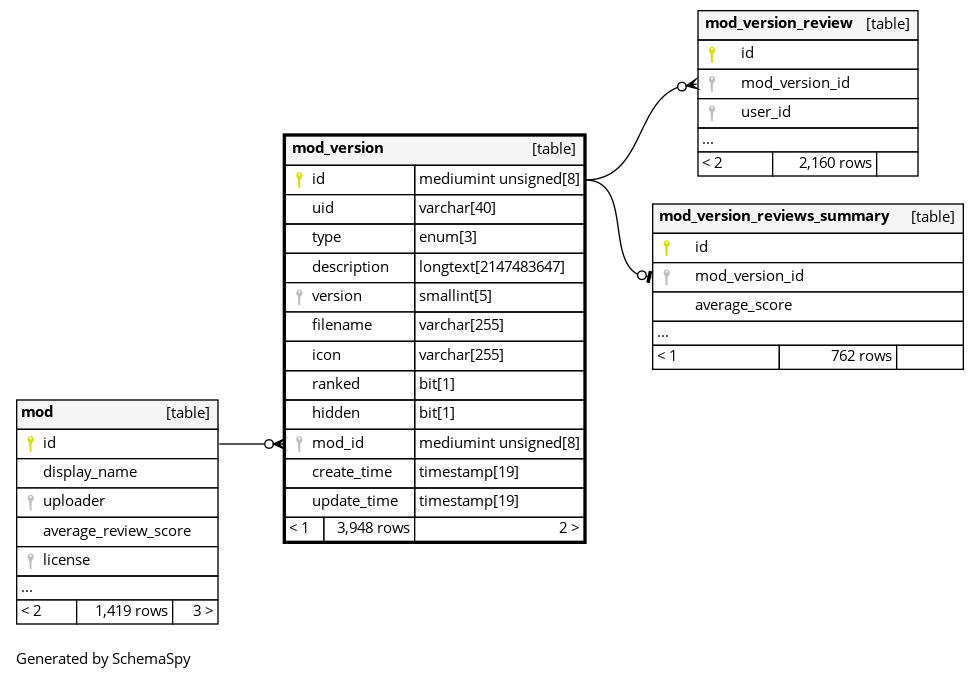 mod_version_review [table]
id
mod_version_id
user_id
...
< 2 2,160 rows
mod_version [table]
id mediumint unsigned[8]
uid varchar[40]
type enum[3]
description longtext[2147483647]
version smallint[5]
filename varchar[255]
icon varchar[255]
ranked bit[1]
hidden bit[1]
mod_id mediumint unsigned[8]
create_time timestamp[19]
update_time timestamp[19]
< 1 3,948 rows 2 >
mod_version_reviews_summary [table]
id
mod_version_id
average_score
...
< 1 762 rows
mod [table]
id
display_name
uploader
average_review_score
license
...
< 2 1,419 rows 3 >
Generated by SchemaSpy